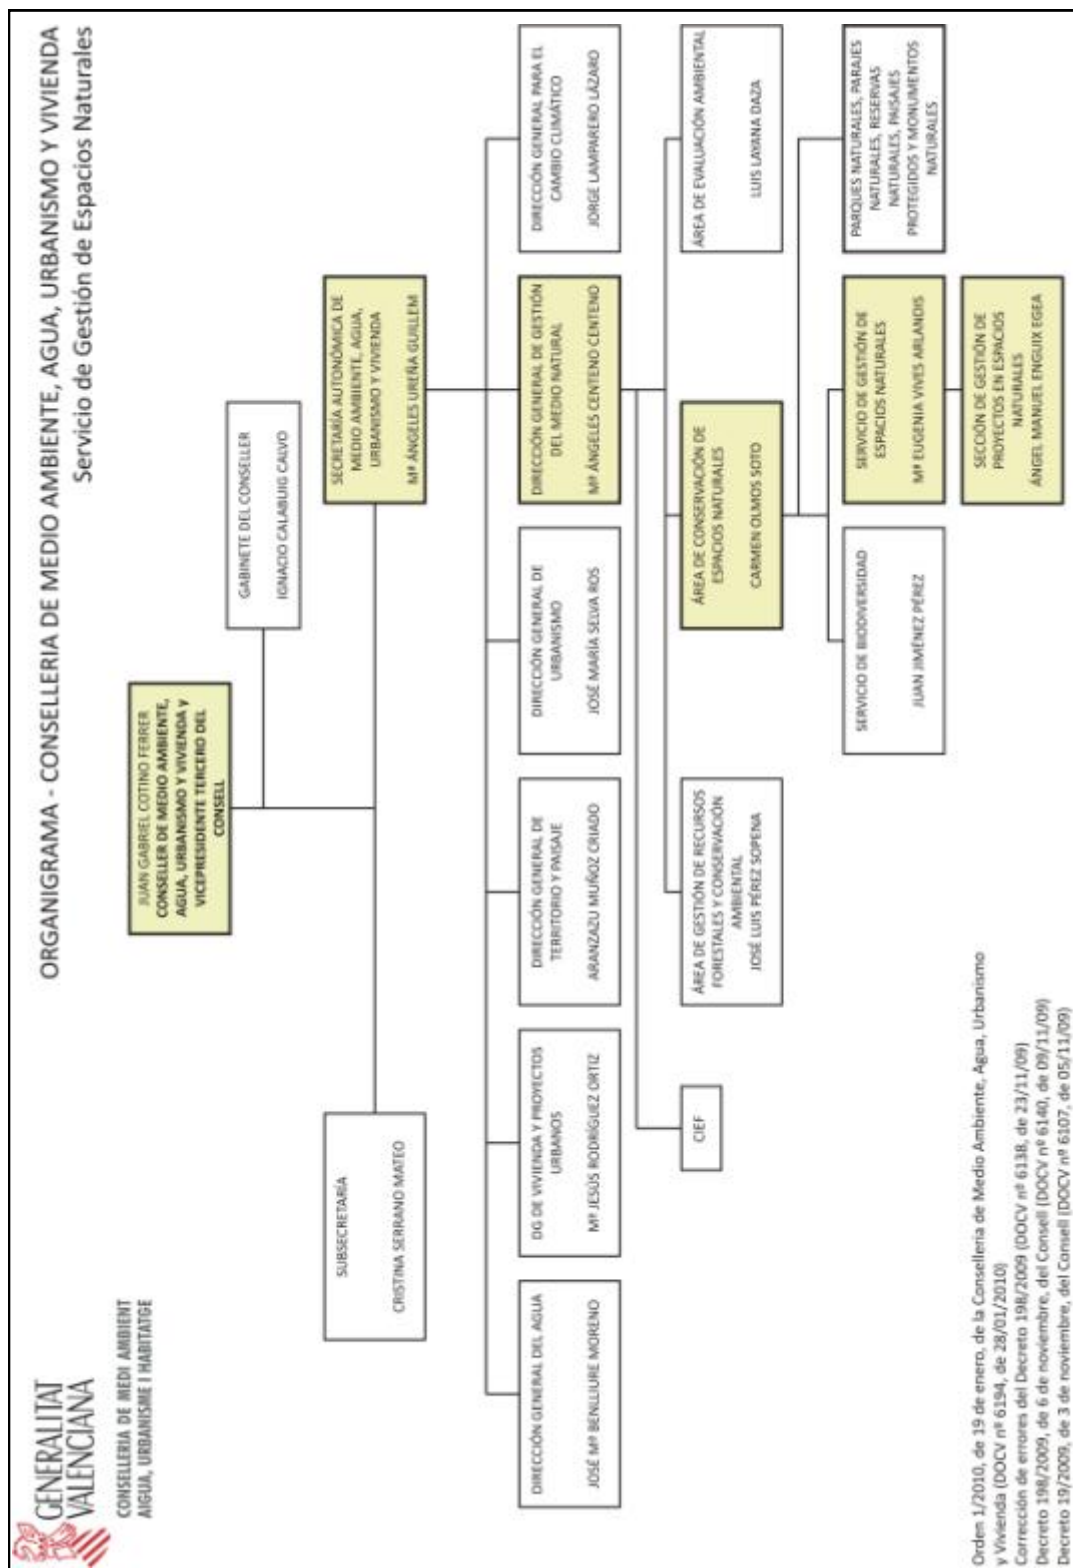 GENERALITAT
VALENCIANA
CONSELLERIA DE MEDI AMBIENT
AIGUA, URBANISME I HABITATGE
ORGANIGRAMA - CONSELLERIA DE MEDIO AMBIENTE, AGUA, URBANISMO Y VIVIENDA
Servicio de Gestión de Espacios Naturales
JUAN GABRIEL COTINO FERRER
CONSELLER DE MEDIO AMBIENTE,
AGUA, URBANISMO Y VIVIENDA y
VICEPRESIDENTE TERCERO DEL
CONSELL
GABINETE DEL CONSELLER
IGNACIO CALABUIG CALVO
SUBSECRETARÍA
CRISTINA SERRANO MATEO
SECRETARÍA AUTONÓMICA DE
MEDIO AMBIENTE, AGUA,
URBANISMO Y VIVIENDA
Mª ÁNGELES UREÑA GUILLEM
DIRECCIÓN GENERAL DEL AGUA
JOSÉ Mª BENLLIURE MORENO
DG DE VIVIENDA Y PROYECTOS
URBANOS
Mª JESÚS RODRÍGUEZ ORTIZ
DIRECCIÓN GENERAL DE
TERRITORIO Y PAISAJE
ARANZAZU MUÑOZ CRIADO
DIRECCIÓN GENERAL DE
URBANISMO
JOSÉ MARÍA SELVA ROS
DIRECCIÓN GENERAL DE GESTIÓN
DEL MEDIO NATURAL
Mª ÁNGELES CENTENO CENTENO
DIRECCIÓN GENERAL PARA EL
CAMBIO CLIMÁTICO
JORGE LAMPARERO LÁZARO
CIEF
ÁREA DE GESTIÓN DE RECURSOS
FORESTALES Y CONSERVACIÓN
AMBIENTAL
JOSÉ LUIS PÉREZ SOPENA
ÁREA DE CONSERVACIÓN DE
ESPACIOS NATURALES
CARMEN OLMOS SOTO
ÁREA DE EVALUACIÓN AMBIENTAL
LUIS LAYANA DAZA
SERVICIO DE BIODIVERSIDAD
JUAN JIMÉNEZ PÉREZ
SERVICIO DE GESTIÓN DE
ESPACIOS NATURALES
Mª EUGENIA VIVES ARLANDIS
PARQUES NATURALES, PARAJES
NATURALES, RESERVAS
NATURALES, PAISAJES
PROTEGIDOS Y MONUMENTOS
NATURALES
SECCIÓN DE GESTIÓN DE
PROYECTOS EN ESPACIOS
NATURALES
ÁNGEL MANUEL ENGUIX EGEA
Orden 1/2010, de 19 de enero, de la Conselleria de Medio Ambiente, Agua, Urbanismo
y Vivienda (DOCV nº 6194, de 28/01/2010)
Corrección de errores del Decreto 198/2009 (DOCV nº 6138, de 23/11/09)
Decreto 198/2009, de 6 de noviembre, del Consell (DOCV nº 6140, de 09/11/09)
Decreto 19/2009, de 3 de noviembre, del Consell (DOCV nº 6107, de 05/11/09)